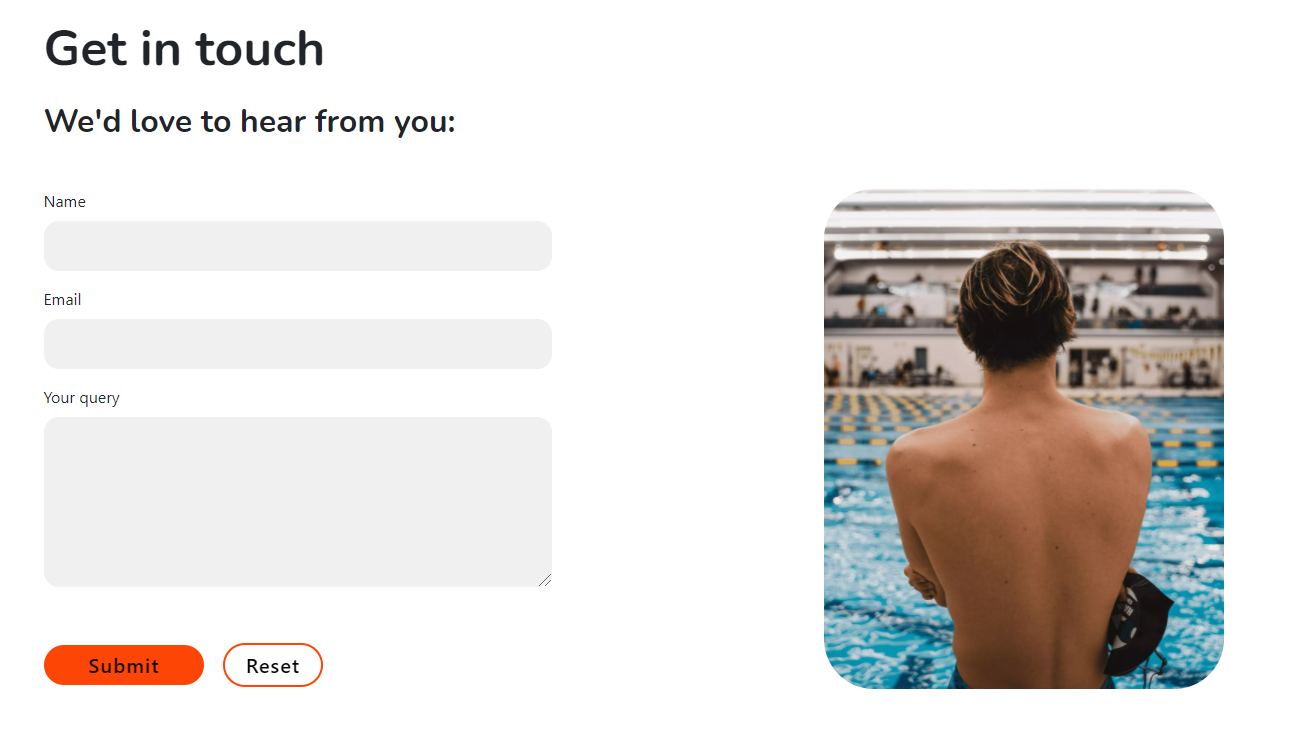 Get in touch
We'd love to hear from you:
Name
Email
Your query
Submit
Reset